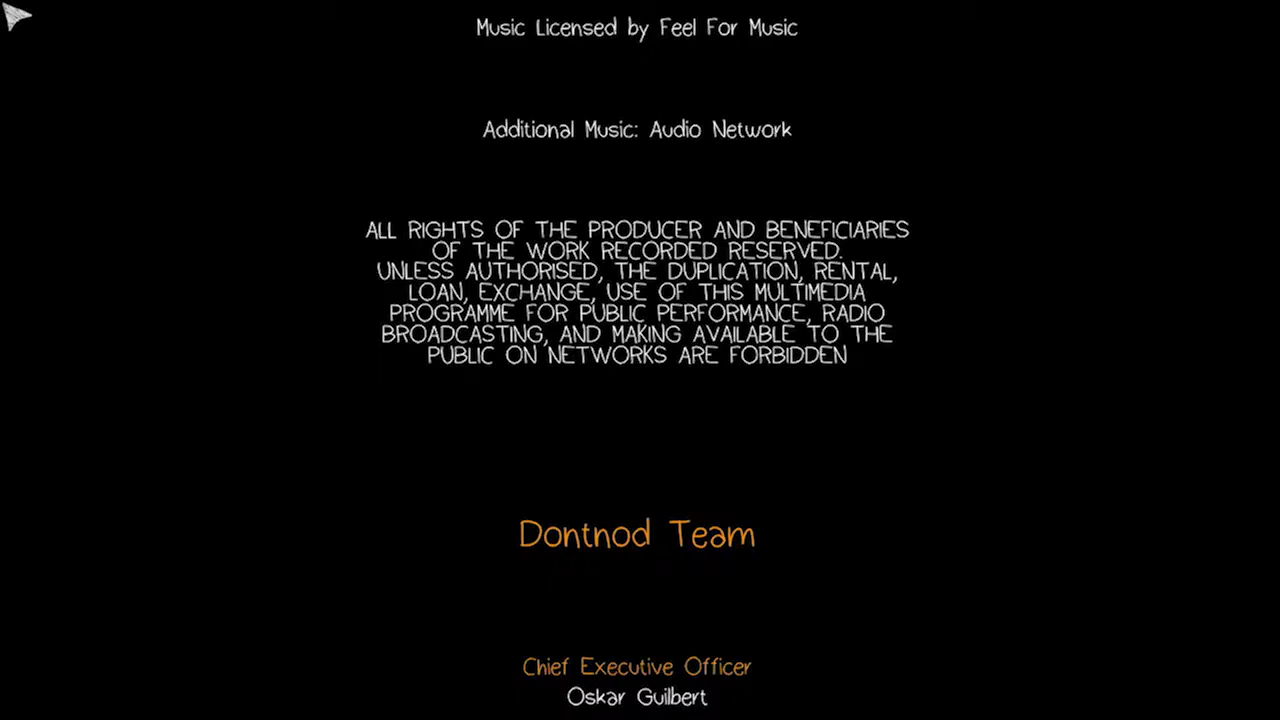 Music Licensed by Feel For Music
Additional Music: Audio Network
ALL RIGHTS OF THE PRODUCER AND BENEFICIARIES
OF THE WORK RECORDED RESERVED.
UNLESS AUTHORISED, THE DUPLICATION, RENTAL,
LOAN, EXCHANGE, USE OF THIS MULTIMEDIA
PROGRAMME FOR PUBLIC PERFORMANCE, RADIO
BROADCASTING, AND MAKING AVAILABLE TO THE
PUBLIC ON NETWORKS ARE FORBIDDEN
Dontnod Team
Chief Executive Officer
Oskar Guilbert